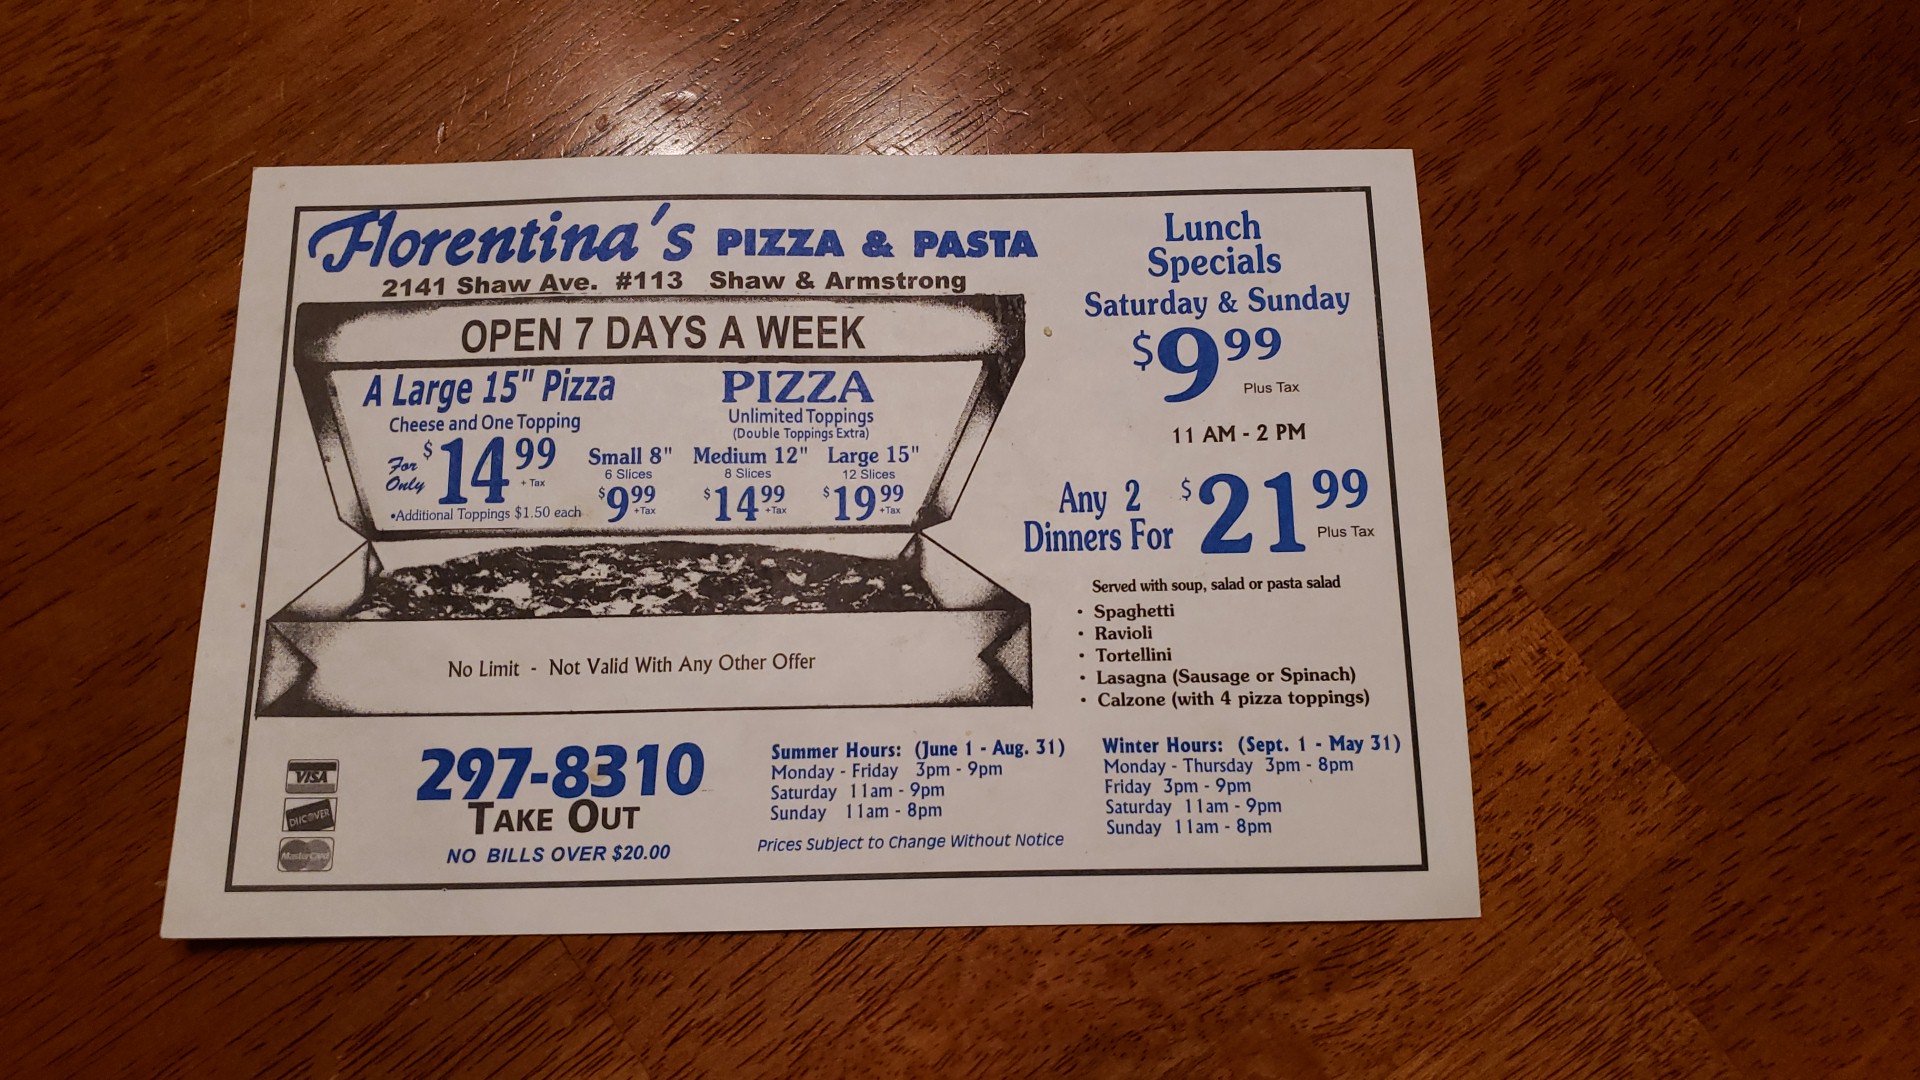 Florentina's PIZZA & PASTA
2141 Shaw Ave. #113 Shaw & Armstrong
OPEN 7 DAYS A WEEK
A Large 15" Pizza
Cheese and One Topping
For Only $14.99 + Tax
•Additional Toppings $1.50 each
PIZZA
Unlimited Toppings
(Double Toppings Extra)
Small 8" Medium 12" Large 15"
6 Slices 8 Slices 12 Slices
$9.99 +Tax $14.99 +Tax $19.99 +Tax
No Limit - Not Valid With Any Other Offer
Lunch
Specials
Saturday & Sunday
$9.99
Plus Tax
11 AM - 2 PM
Any 2
Dinners For $21.99
Plus Tax
Served with soup, salad or pasta salad
• Spaghetti
• Ravioli
• Tortellini
• Lasagna (Sausage or Spinach)
• Calzone (with 4 pizza toppings)
VISA
DISCOVER
MasterCard
297-8310
TAKE OUT
NO BILLS OVER $20.00
Summer Hours: (June 1 - Aug. 31)
Monday - Friday 3pm - 9pm
Saturday 11am - 9pm
Sunday 11am - 8pm
Prices Subject to Change Without Notice
Winter Hours: (Sept. 1 - May 31)
Monday - Thursday 3pm - 8pm
Friday 3pm - 9pm
Saturday 11am - 9pm
Sunday 11am - 8pm